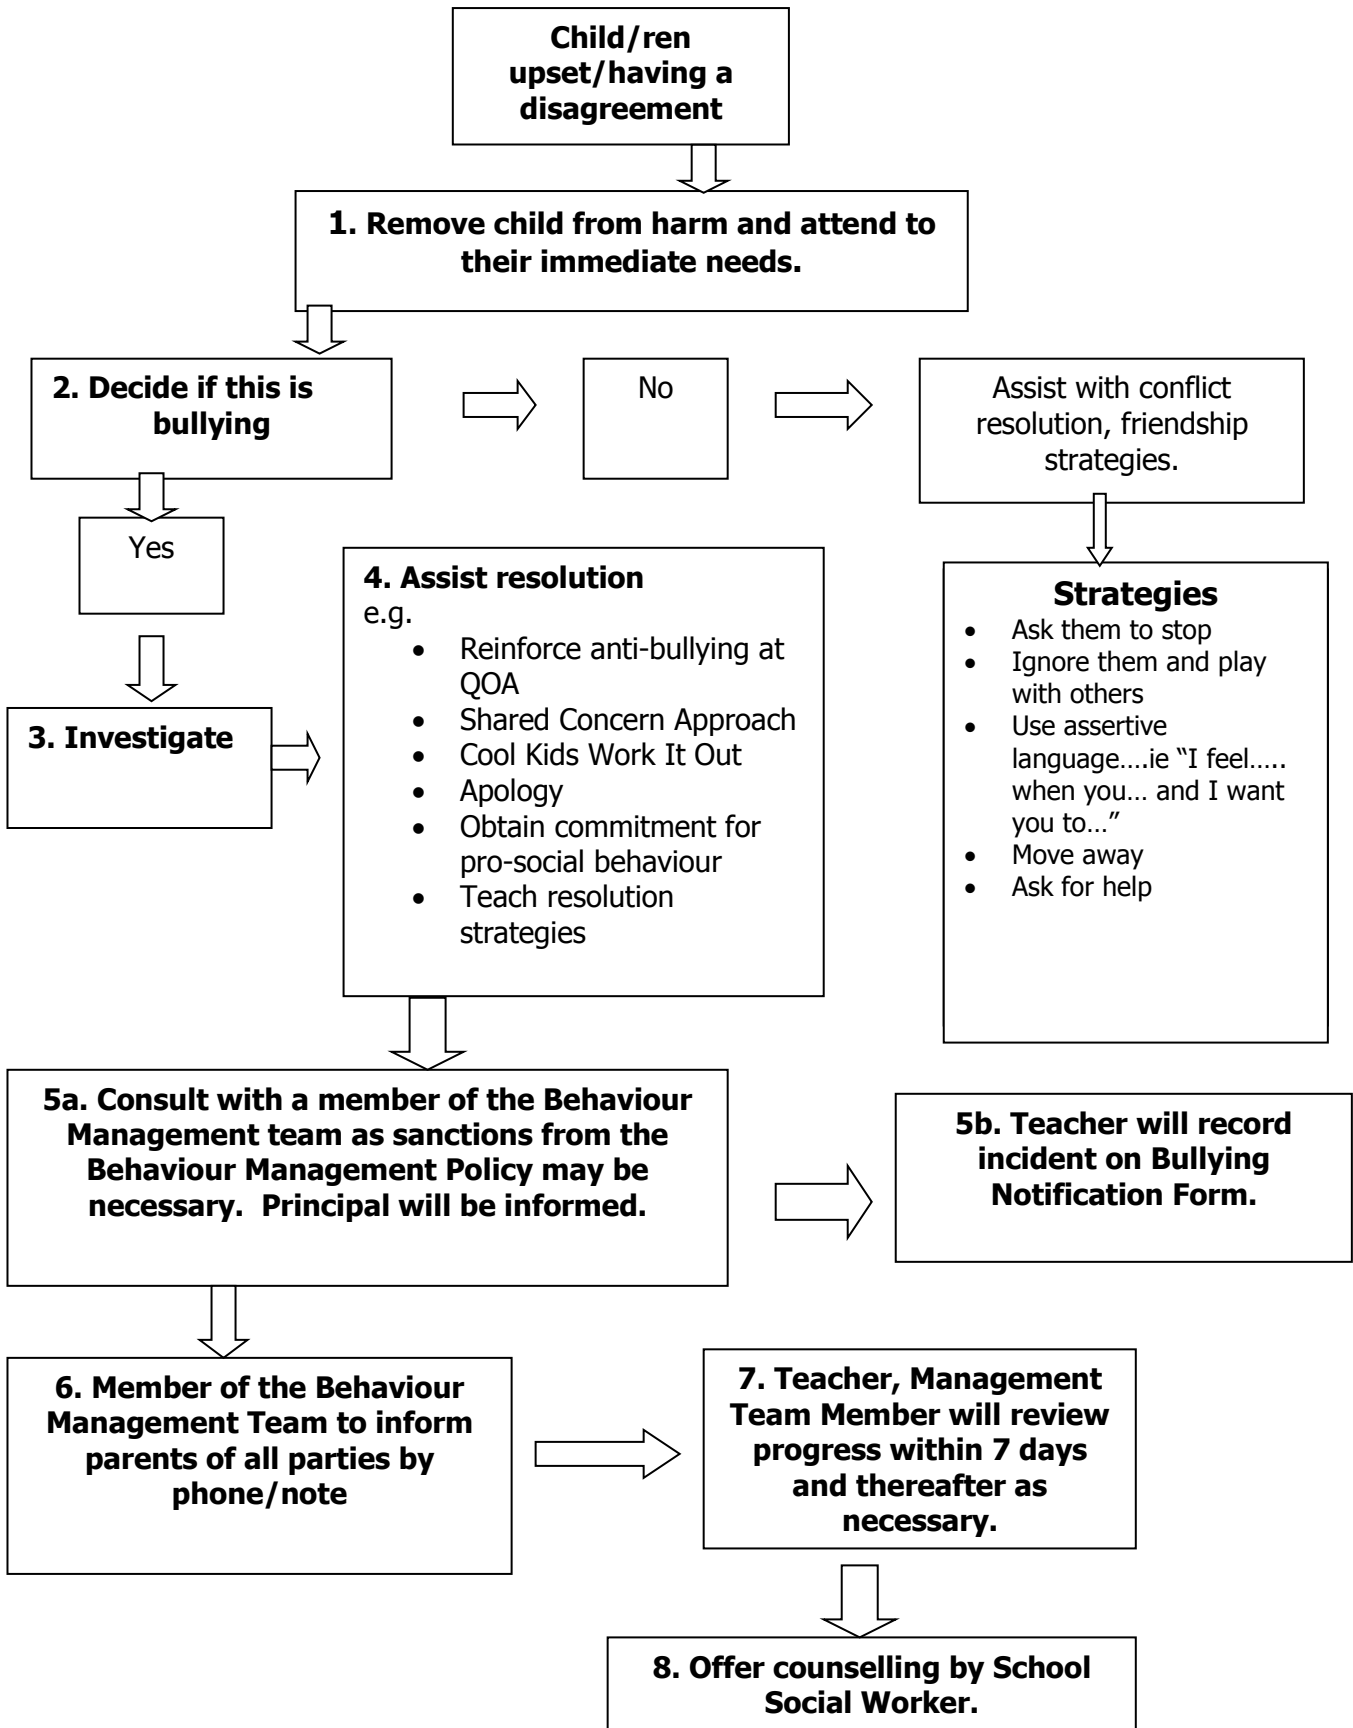 Child/ren
upset/having a
disagreement
1. Remove child from harm and attend to
their immediate needs.
2. Decide if this is
bullying
No
Assist with conflict
resolution, friendship
strategies.
Yes
Strategies
• Ask them to stop
• Ignore them and play
with others
• Use assertive
language….ie “I feel…..
when you… and I want
you to…”
• Move away
• Ask for help
3. Investigate
4. Assist resolution
e.g.
• Reinforce anti-bullying at
QOA
• Shared Concern Approach
• Cool Kids Work It Out
• Apology
• Obtain commitment for
pro-social behaviour
• Teach resolution
strategies
5a. Consult with a member of the Behaviour
Management team as sanctions from the
Behaviour Management Policy may be
necessary.  Principal will be informed.
5b. Teacher will record
incident on Bullying
Notification Form.
6. Member of the Behaviour
Management Team to inform
parents of all parties by
phone/note
7. Teacher, Management
Team Member will review
progress within 7 days
and thereafter as
necessary.
8. Offer counselling by School
Social Worker.